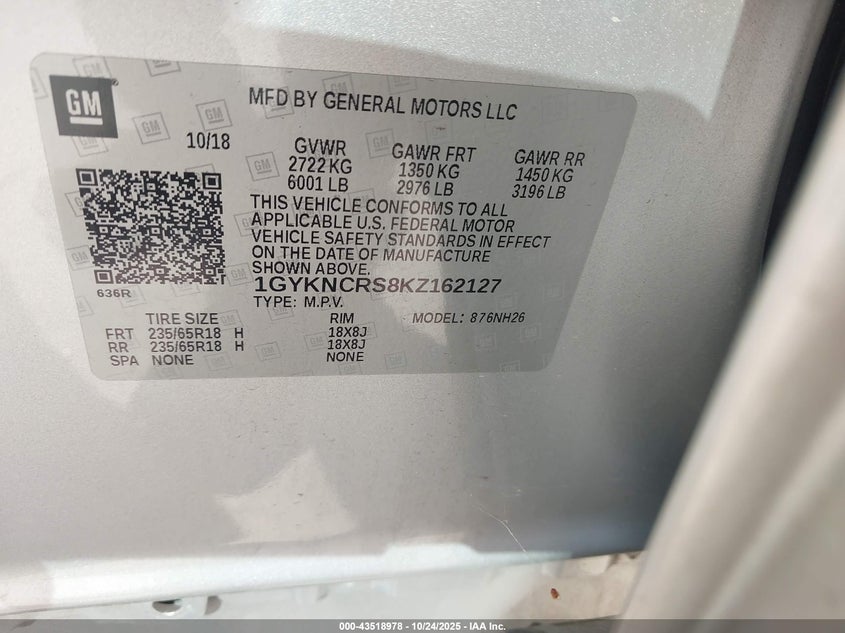 GM
MFD BY GENERAL MOTORS LLC
10/18
GVWR GAWR FRT GAWR RR
2722 KG 1350 KG 1450 KG
6001 LB 2976 LB 3196 LB
THIS VEHICLE CONFORMS TO ALL
APPLICABLE U.S. FEDERAL MOTOR
VEHICLE SAFETY STANDARDS IN EFFECT
ON THE DATE OF MANUFACTURE
SHOWN ABOVE.
636R
1GYKNCRS8KZ162127
TYPE: M.P.V.
TIRE SIZE RIM MODEL: 876NH26
FRT 235/65R18 H 18X8J
RR 235/65R18 H 18X8J
SPA NONE NONE
000-43518978 - 10/24/2025 - IAA Inc.